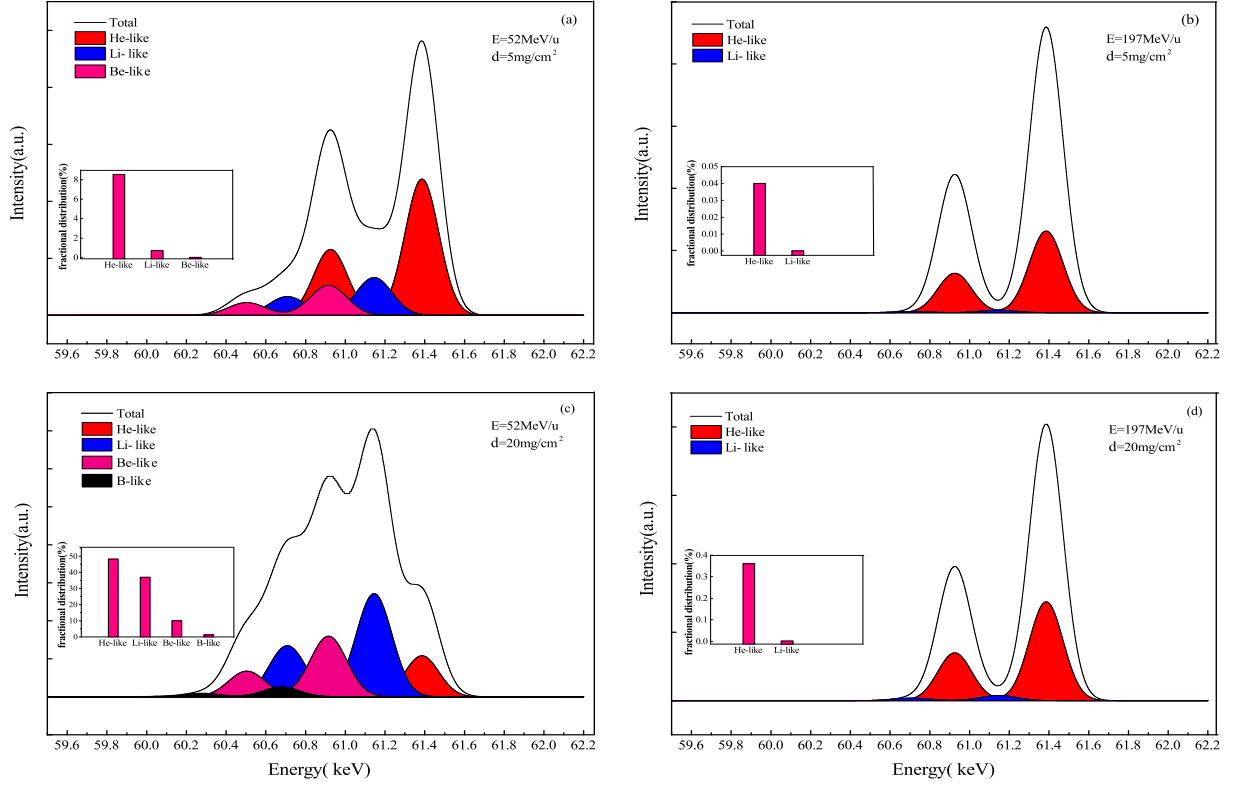 Total
He-like
Li- like
Be-like
(a)
E=52MeV/u
d=5mg/cm²
Intensity(a.u.)
fractional distribution(%)
8
6
4
2
0
He-like Li-like Be-like
59.6 59.8 60.0 60.2 60.4 60.6 60.8 61.0 61.2 61.4 61.6 61.8 62.0 62.2
Total
He-like
Li- like
(b)
E=197MeV/u
d=5mg/cm²
Intensity(a.u.)
fractional distribution(%)
0.05
0.04
0.03
0.02
0.01
0.00
He-like Li-like
59.6 59.8 60.0 60.2 60.4 60.6 60.8 61.0 61.2 61.4 61.6 61.8 62.0 62.2
Total
He-like
Li- like
Be-like
B-like
(c)
E=52MeV/u
d=20mg/cm²
Intensity(a.u.)
fractional distribution(%)
50
40
30
20
10
0
He-like Li-like Be-like B-like
59.6 59.8 60.0 60.2 60.4 60.6 60.8 61.0 61.2 61.4 61.6 61.8 62.0 62.2
Energy( keV)
Total
He-like
Li- like
(d)
E=197MeV/u
d=20mg/cm²
Intensity(a.u.)
fractional distribution(%)
0.4
0.3
0.2
0.1
0.0
He-like Li-like
59.6 59.8 60.0 60.2 60.4 60.6 60.8 61.0 61.2 61.4 61.6 61.8 62.0 62.2
Energy( keV)